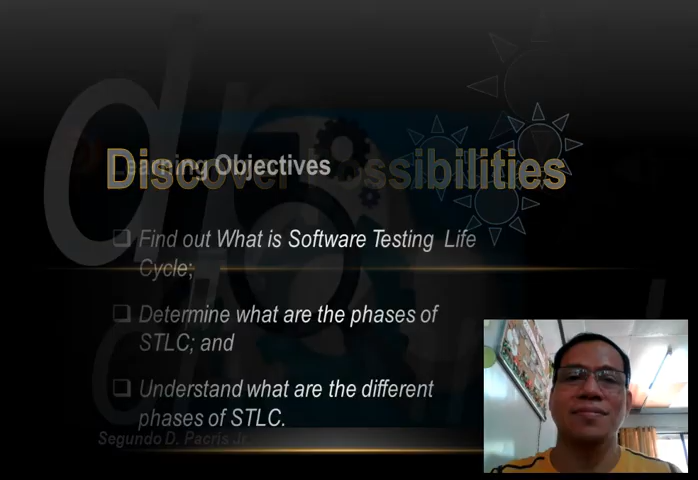 Learning Objectives
Discover Possibilities
Find out What is Software Testing Life
Cycle;
Determine what are the phases of
STLC; and
Understand what are the different
phases of STLC.
Segundo D. Pacris Jr.